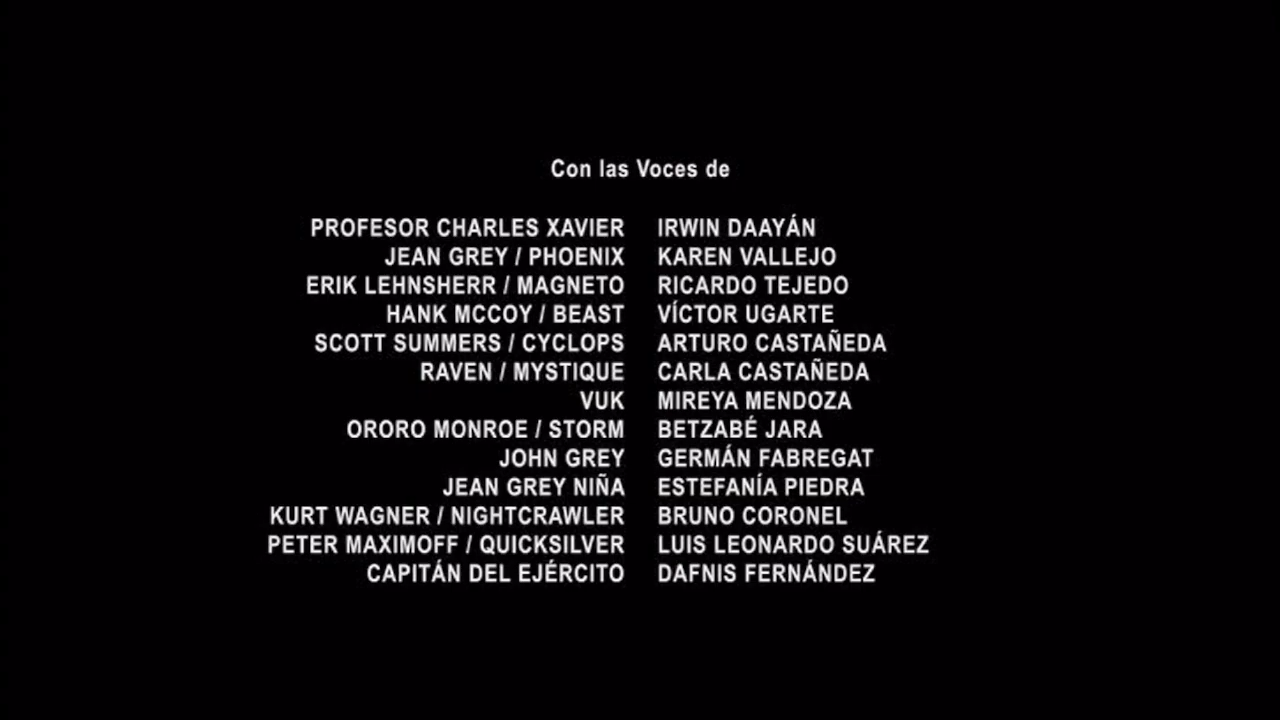 Con las Voces de
PROFESOR CHARLES XAVIER IRWIN DAAYÁN
JEAN GREY / PHOENIX KAREN VALLEJO
ERIK LEHNSHERR / MAGNETO RICARDO TEJEDO
HANK MCCOY / BEAST VÍCTOR UGARTE
SCOTT SUMMERS / CYCLOPS ARTURO CASTAÑEDA
RAVEN / MYSTIQUE CARLA CASTAÑEDA
VUK MIREYA MENDOZA
ORORO MONROE / STORM BETZABÉ JARA
JOHN GREY GERMÁN FABREGAT
JEAN GREY NIÑA ESTEFANÍA PIEDRA
KURT WAGNER / NIGHTCRAWLER BRUNO CORONEL
PETER MAXIMOFF / QUICKSILVER LUIS LEONARDO SUÁREZ
CAPITÁN DEL EJÉRCITO DAFNIS FERNÁNDEZ